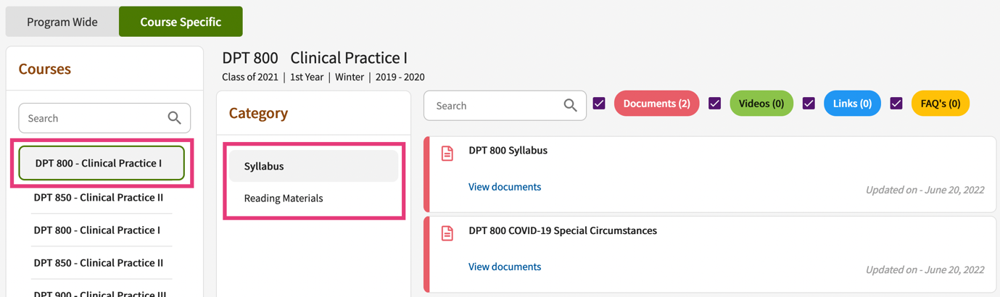 Program Wide
Course Specific
Courses
Search
DPT 800 - Clinical Practice I
DPT 850 - Clinical Practice II
DPT 800 - Clinical Practice I
DPT 850 - Clinical Practice II
DPT 900 - Clinical Practice III
DPT 800 Clinical Practice I
Class of 2021 | 1st Year | Winter | 2019 - 2020
Category
Syllabus
Reading Materials
Search
Documents (2)
Videos (0)
Links (0)
FAQ's (0)
DPT 800 Syllabus
View documents
Updated on - June 20, 2022
DPT 800 COVID-19 Special Circumstances
View documents
Updated on - June 20, 2022